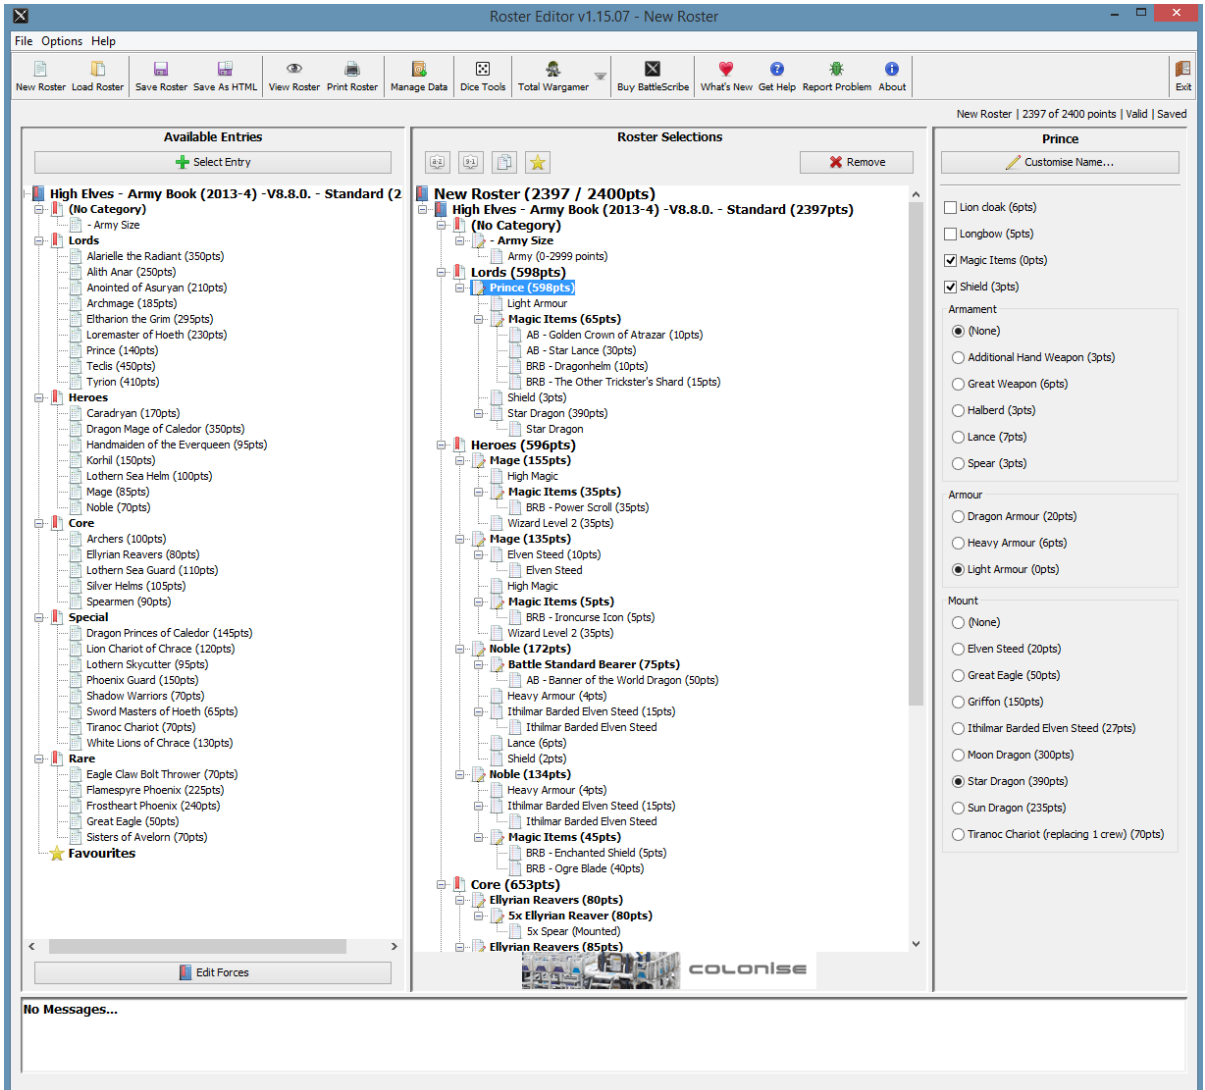 Roster Editor v1.15.07 - New Roster
File Options Help
New Roster Load Roster Save Roster Save As HTML View Roster Print Roster Manage Data Dice Tools Total Wargamer Buy BattleScribe What's New Get Help Report Problem About Exit
New Roster | 2397 of 2400 points | Valid | Saved
Available Entries
Select Entry
High Elves - Army Book (2013-4) -V8.8.0. - Standard (2
(No Category)
- Army Size
Lords
Alarielle the Radiant (350pts)
Alith Anar (250pts)
Anointed of Asuryan (210pts)
Archmage (185pts)
Eltharion the Grim (295pts)
Loremaster of Hoeth (230pts)
Prince (140pts)
Teclis (450pts)
Tyrion (410pts)
Heroes
Caradryan (170pts)
Dragon Mage of Caledor (350pts)
Handmaiden of the Everqueen (95pts)
Korhil (150pts)
Lothern Sea Helm (100pts)
Mage (85pts)
Noble (70pts)
Core
Archers (100pts)
Ellyrian Reavers (80pts)
Lothern Sea Guard (110pts)
Silver Helms (105pts)
Spearmen (90pts)
Special
Dragon Princes of Caledor (145pts)
Lion Chariot of Chrace (120pts)
Lothern Skycutter (95pts)
Phoenix Guard (150pts)
Shadow Warriors (70pts)
Sword Masters of Hoeth (65pts)
Tiranoc Chariot (70pts)
White Lions of Chrace (130pts)
Rare
Eagle Claw Bolt Thrower (70pts)
Flamespyre Phoenix (225pts)
Frostheart Phoenix (240pts)
Great Eagle (50pts)
Sisters of Avelorn (70pts)
Favourites
Edit Forces
Roster Selections
Remove
New Roster (2397 / 2400pts)
High Elves - Army Book (2013-4) -V8.8.0. - Standard (2397pts)
(No Category)
- Army Size
Army (0-2999 points)
Lords (598pts)
Prince (598pts)
Light Armour
Magic Items (65pts)
AB - Golden Crown of Atrazar (10pts)
AB - Star Lance (30pts)
BRB - Dragonhelm (10pts)
BRB - The Other Trickster's Shard (15pts)
Shield (3pts)
Star Dragon (390pts)
Star Dragon
Heroes (596pts)
Mage (155pts)
High Magic
Magic Items (35pts)
BRB - Power Scroll (35pts)
Wizard Level 2 (35pts)
Mage (135pts)
Elven Steed (10pts)
Elven Steed
High Magic
Magic Items (5pts)
BRB - Ironcurse Icon (5pts)
Wizard Level 2 (35pts)
Noble (172pts)
Battle Standard Bearer (75pts)
AB - Banner of the World Dragon (50pts)
Heavy Armour (4pts)
Ithilmar Barded Elven Steed (15pts)
Ithilmar Barded Elven Steed
Lance (6pts)
Shield (2pts)
Noble (134pts)
Heavy Armour (4pts)
Ithilmar Barded Elven Steed (15pts)
Ithilmar Barded Elven Steed
Magic Items (45pts)
BRB - Enchanted Shield (5pts)
BRB - Ogre Blade (40pts)
Core (653pts)
Ellyrian Reavers (80pts)
5x Ellyrian Reaver (80pts)
5x Spear (Mounted)
Ellyrian Reavers (85pts)
COLONISE
Prince
Customise Name...
Lion cloak (6pts)
Longbow (5pts)
Magic Items (0pts)
Shield (3pts)
Armament
(None)
Additional Hand Weapon (3pts)
Great Weapon (6pts)
Halberd (3pts)
Lance (7pts)
Spear (3pts)
Armour
Dragon Armour (20pts)
Heavy Armour (6pts)
Light Armour (0pts)
Mount
(None)
Elven Steed (20pts)
Great Eagle (50pts)
Griffon (150pts)
Ithilmar Barded Elven Steed (27pts)
Moon Dragon (300pts)
Star Dragon (390pts)
Sun Dragon (235pts)
Tiranoc Chariot (replacing 1 crew) (70pts)
No Messages...